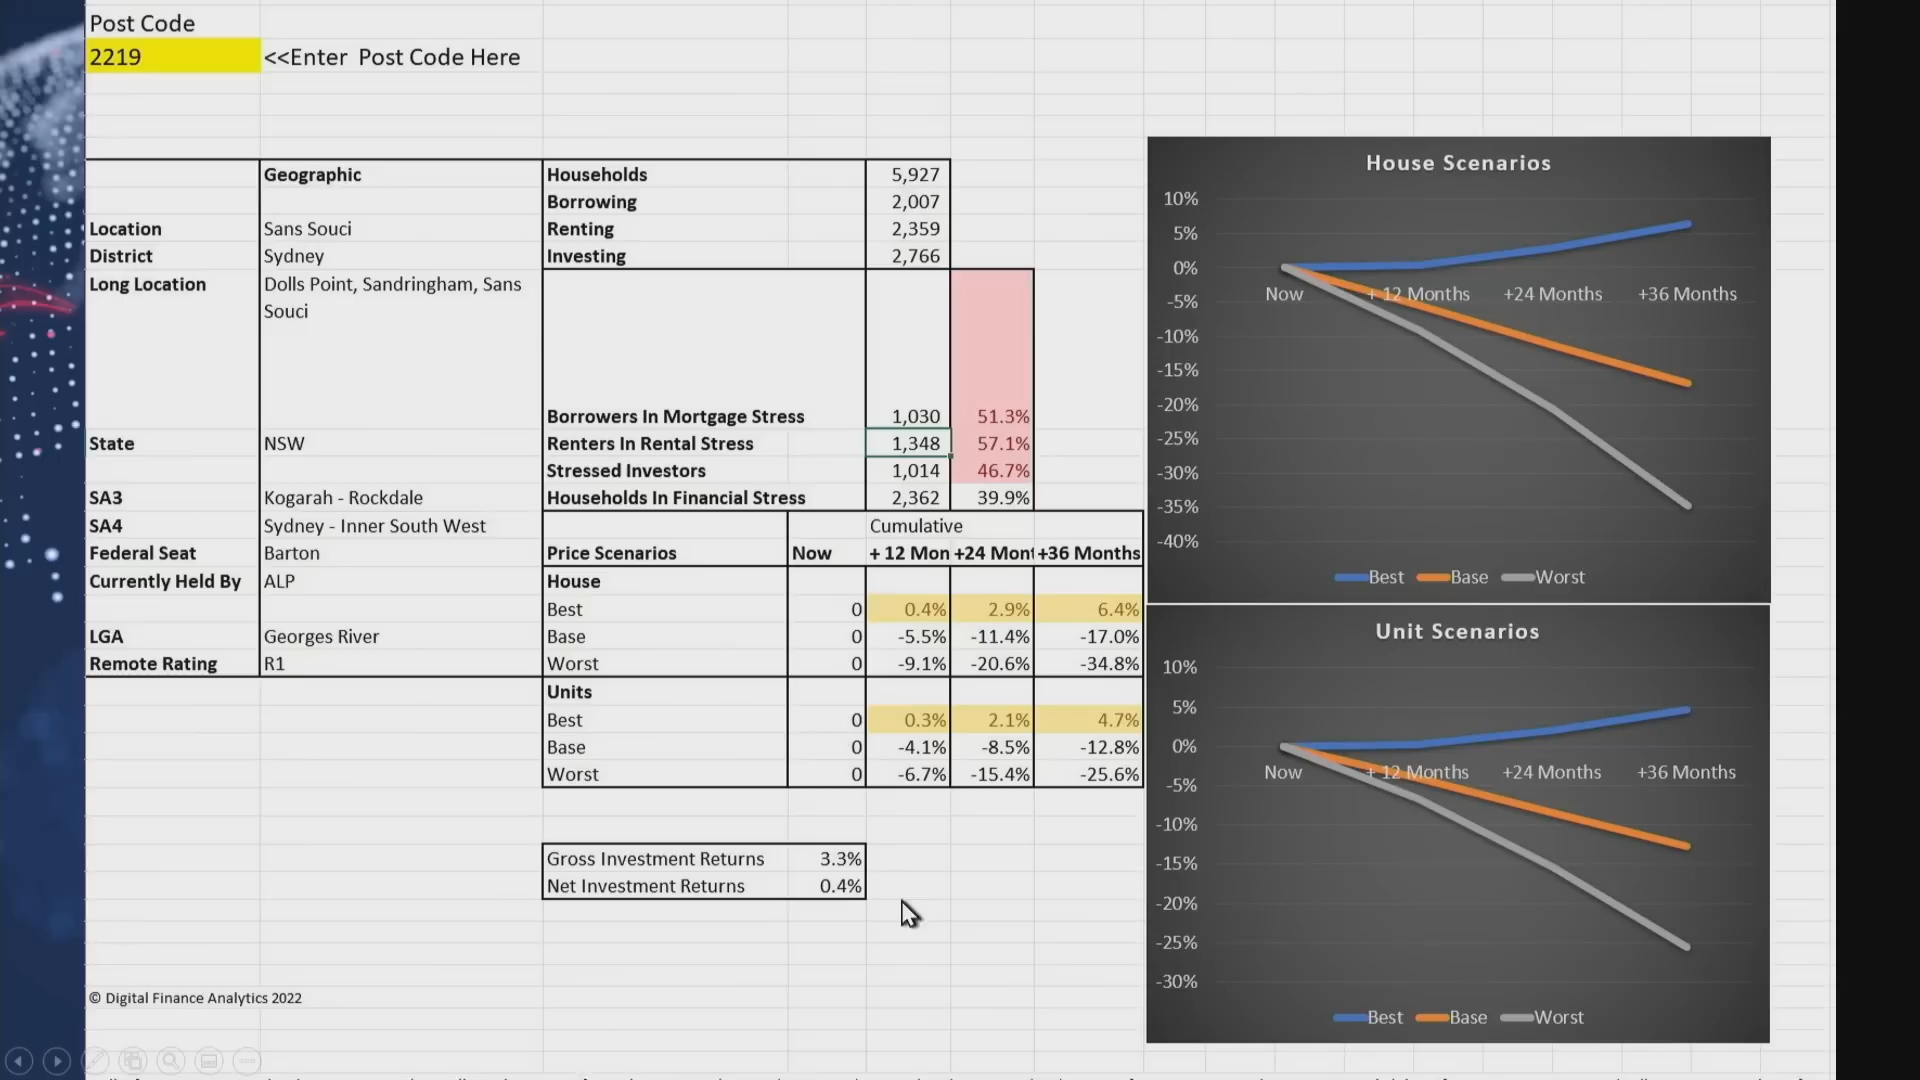 Post Code
2219 <<Enter Post Code Here
Geographic Households 5,927
Borrowing 2,007
Location Sans Souci Renting 2,359
District Sydney Investing 2,766
Long Location Dolls Point, Sandringham, Sans
Souci
Borrowers In Mortgage Stress 1,030 51.3%
State NSW Renters In Rental Stress 1,348 57.1%
Stressed Investors 1,014 46.7%
SA3 Kogarah - Rockdale Households In Financial Stress 2,362 39.9%
SA4 Sydney - Inner South West Cumulative
Federal Seat Barton Price Scenarios Now + 12 Mon +24 Mont +36 Months
Currently Held By ALP House
Best 0 0.4% 2.9% 6.4%
LGA Georges River Base 0 -5.5% -11.4% -17.0%
Remote Rating R1 Worst 0 -9.1% -20.6% -34.8%
Units
Best 0 0.3% 2.1% 4.7%
Base 0 -4.1% -8.5% -12.8%
Worst 0 -6.7% -15.4% -25.6%
Gross Investment Returns 3.3%
Net Investment Returns 0.4%
© Digital Finance Analytics 2022
House Scenarios
10%
5%
0%
Now + 12 Months +24 Months +36 Months
-5%
-10%
-15%
-20%
-25%
-30%
-35%
-40%
Best Base Worst
Unit Scenarios
10%
5%
0%
Now + 12 Months +24 Months +36 Months
-5%
-10%
-15%
-20%
-25%
-30%
Best Base Worst